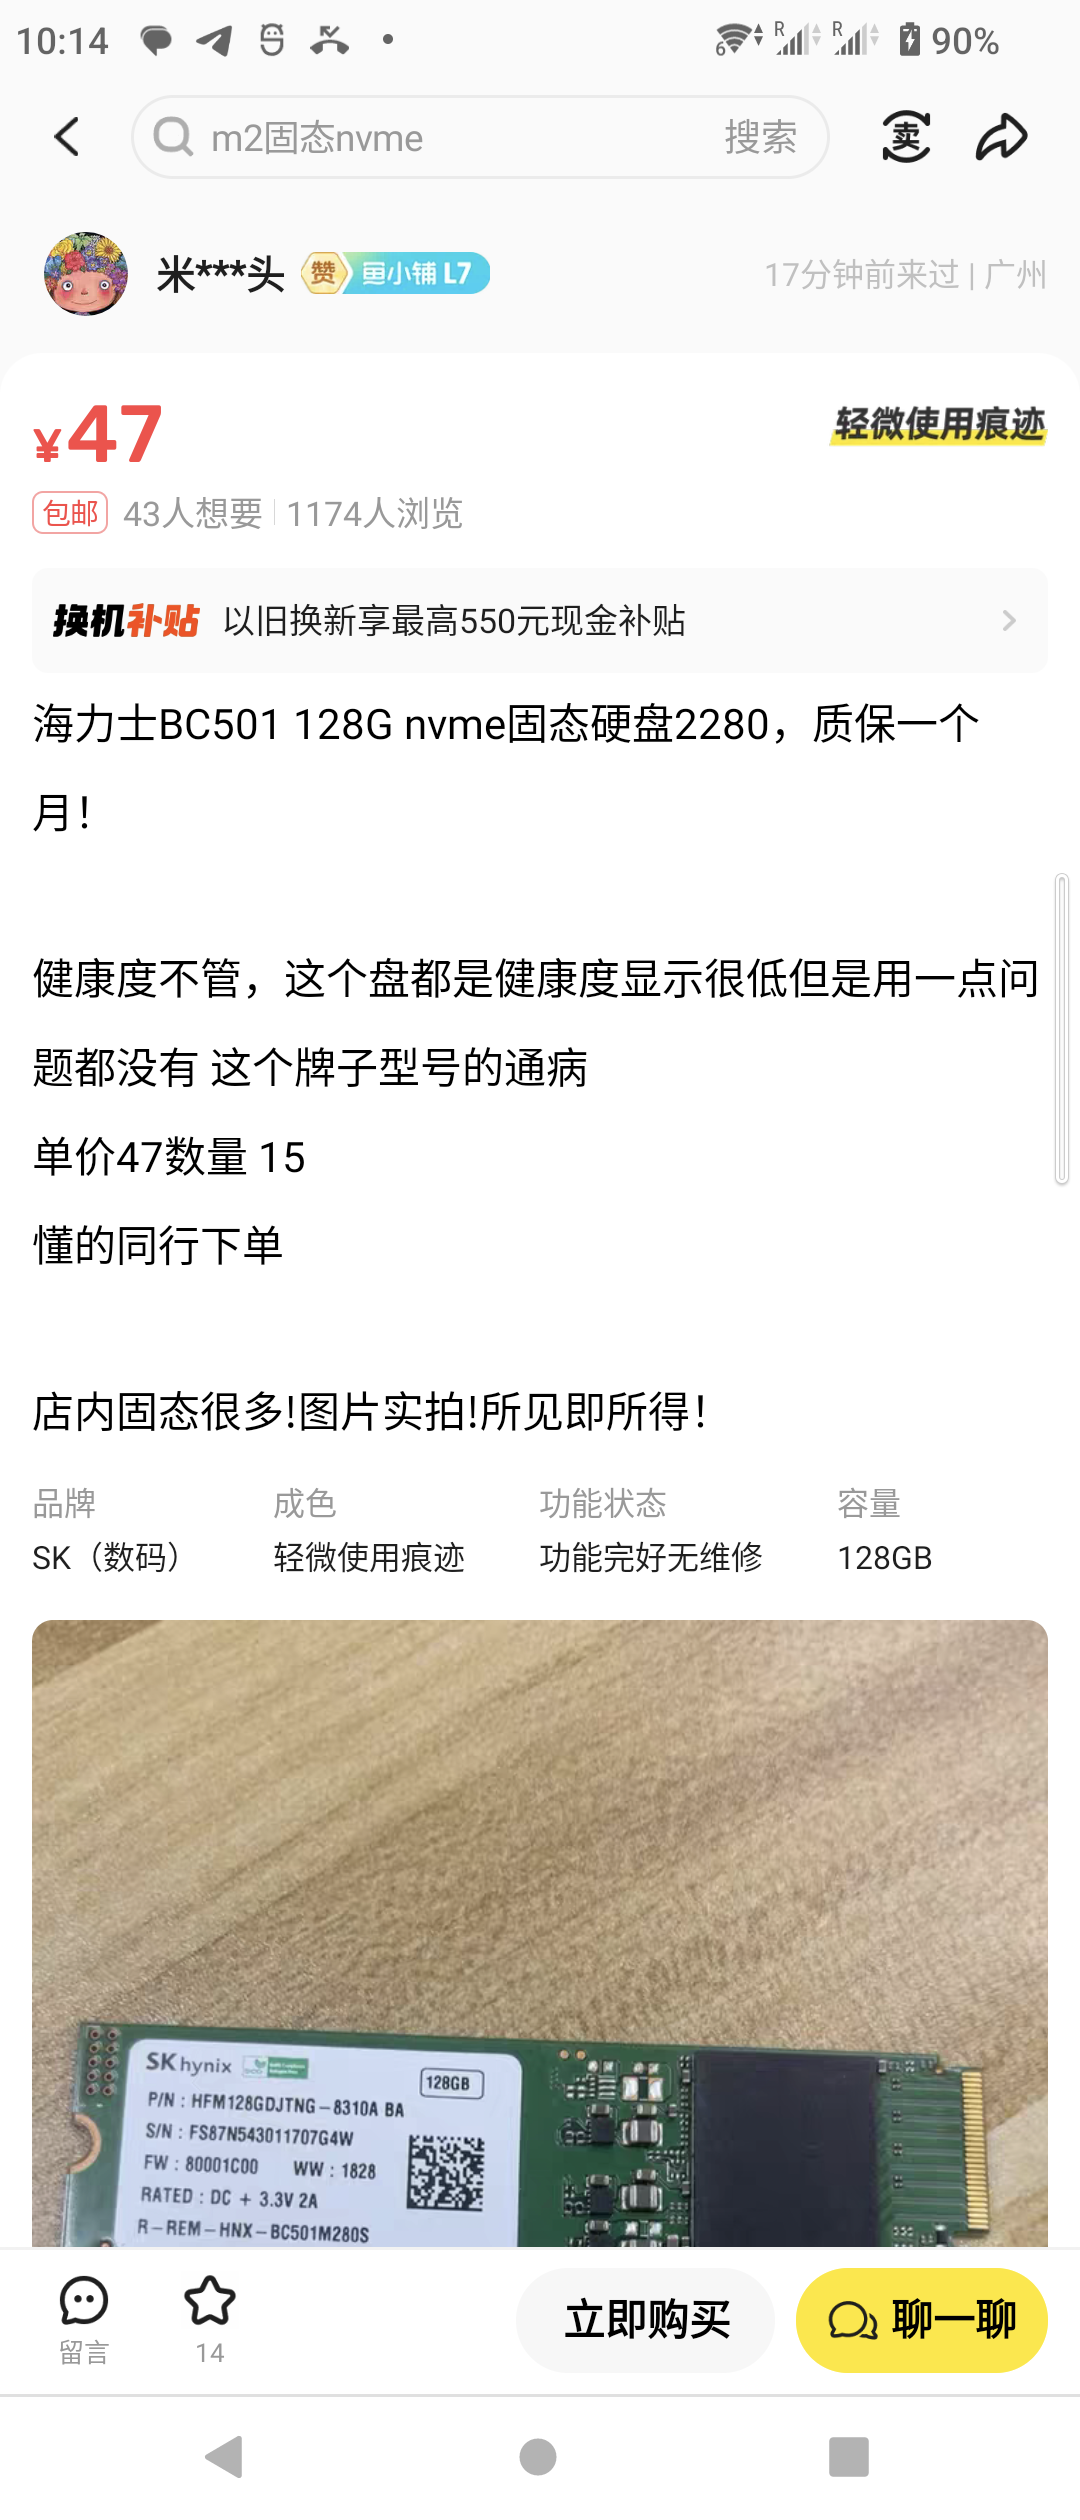 10:14
6 R R 90%
m2固态nvme 搜索 卖
米***头 赞 鱼小铺 L7 17分钟前来过 | 广州
¥47 轻微使用痕迹
包邮 43人想要 1174人浏览
换机补贴 以旧换新享最高550元现金补贴
海力士BC501 128G nvme固态硬盘2280，质保一个
月！
健康度不管，这个盘都是健康度显示很低但是用一点问
题都没有 这个牌子型号的通病
单价47数量 15
懂的同行下单
店内固态很多!图片实拍!所见即所得！
品牌 成色 功能状态 容量
SK（数码） 轻微使用痕迹 功能完好无维修 128GB
SK hynix
128GB
P/N : HFM128GDJTNG-8310A BA
S/N : FS87N543011707G4W
FW : 80001C00 WW : 1828
RATED : DC + 3.3V 2A
R-REM-HNX-BC501M280S
留言 14 立即购买 聊一聊